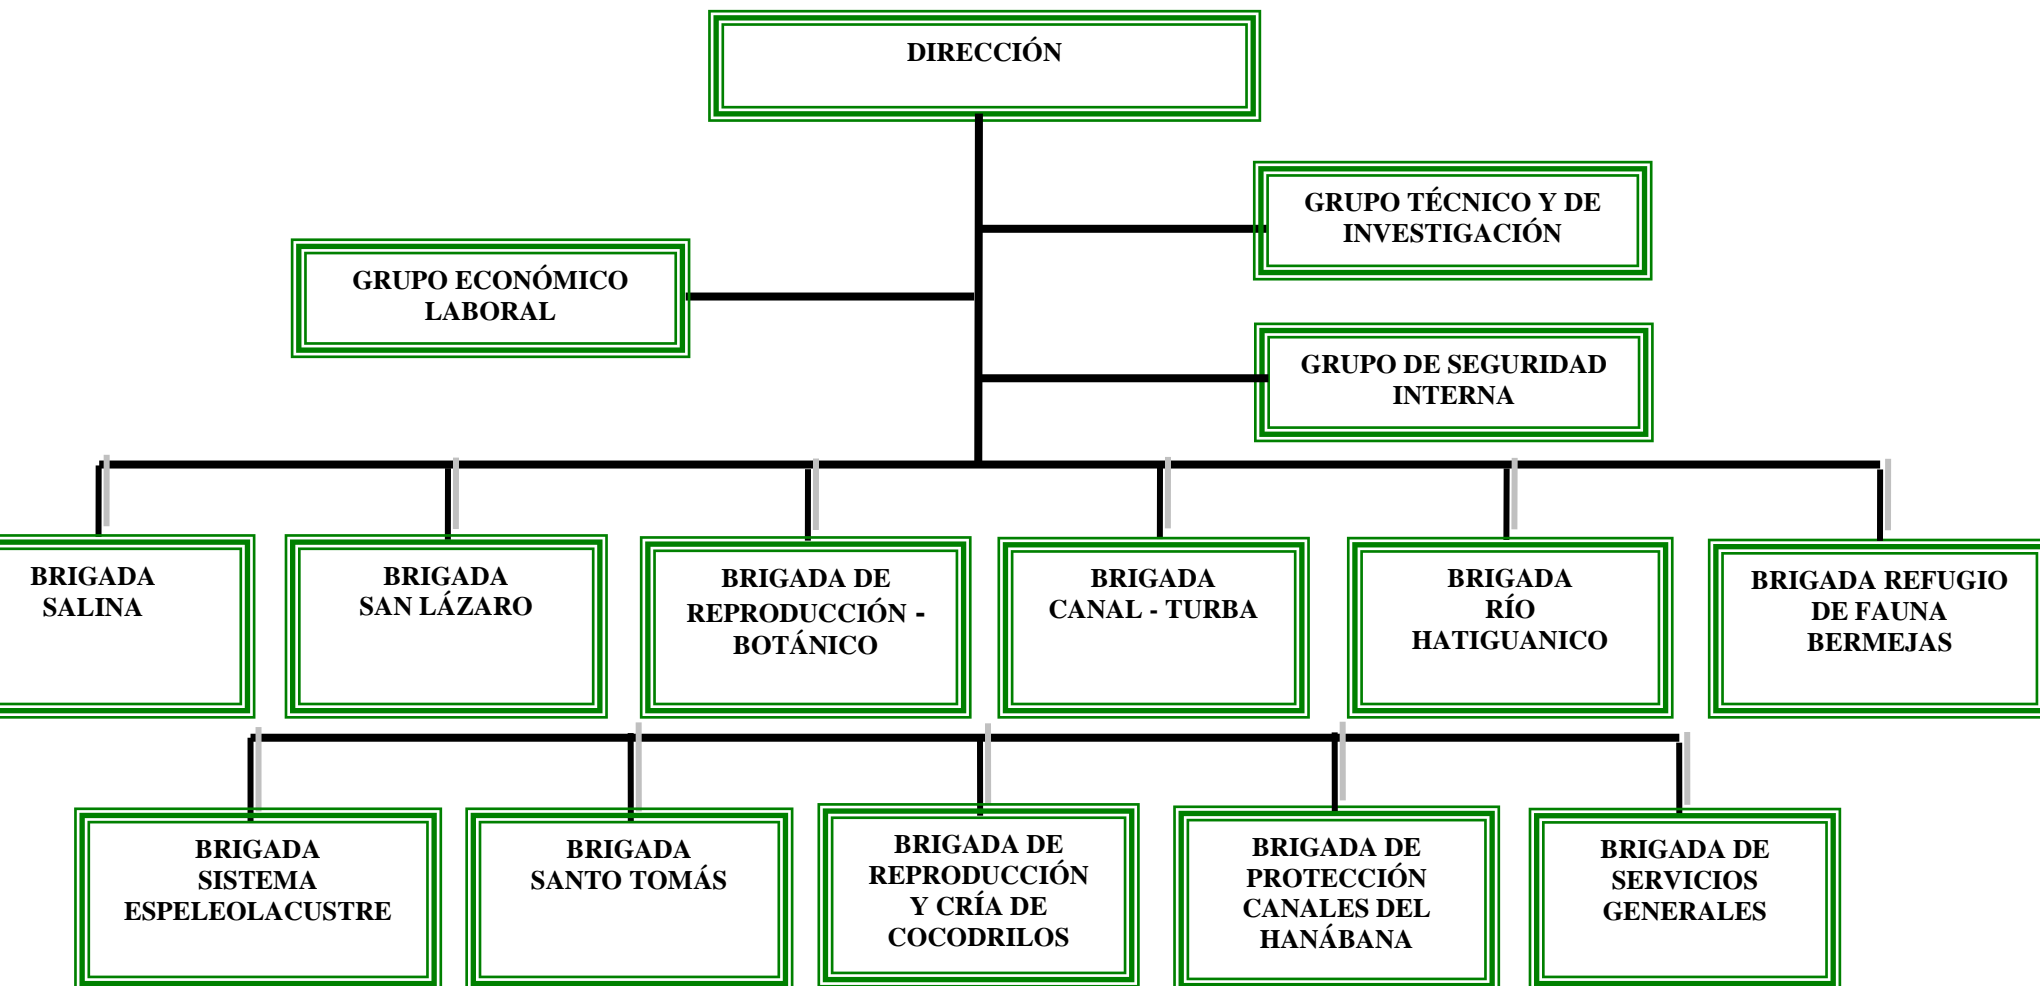 DIRECCIÓN
GRUPO TÉCNICO Y DE
INVESTIGACIÓN
GRUPO ECONÓMICO
LABORAL
GRUPO DE SEGURIDAD
INTERNA
BRIGADA
SALINA
BRIGADA
SAN LÁZARO
BRIGADA DE
REPRODUCCIÓN -
BOTÁNICO
BRIGADA
CANAL - TURBA
BRIGADA
RÍO
HATIGUANICO
BRIGADA REFUGIO
DE FAUNA
BERMEJAS
BRIGADA
SISTEMA
ESPELEOLACUSTRE
BRIGADA
SANTO TOMÁS
BRIGADA DE
REPRODUCCIÓN
Y CRÍA DE
COCODRILOS
BRIGADA DE
PROTECCIÓN
CANALES DEL
HANÁBANA
BRIGADA DE
SERVICIOS
GENERALES